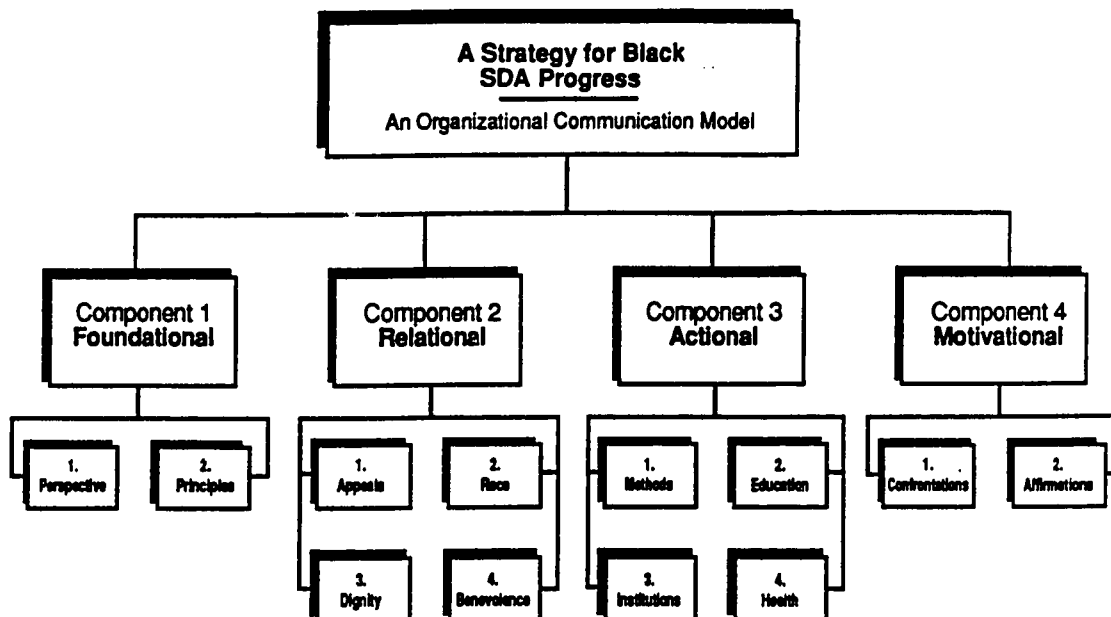 A Strategy for Black
SDA Progress
An Organizational Communication Model
Component 1
Foundational
Component 2
Relational
Component 3
Actional
Component 4
Motivational
1.
Perspective
2.
Principles
1.
Appeals
2.
Race
3.
Dignity
4.
Benevolence
1.
Methods
2.
Education
3.
Institutions
4.
Health
1.
Confrontations
2.
Affirmations